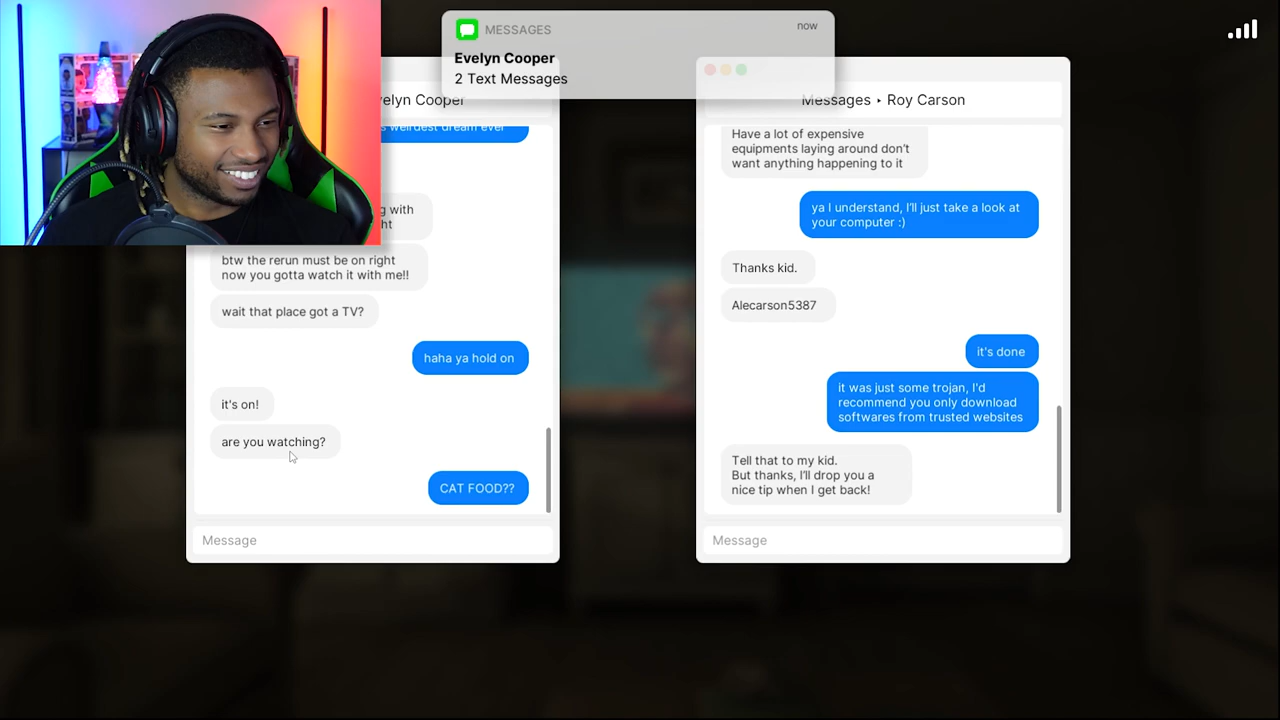 MESSAGES
now
Evelyn Cooper
2 Text Messages
velyn Cooper
s weirdest dream ever
g with
ht
btw the rerun must be on right
now you gotta watch it with me!!
wait that place got a TV?
haha ya hold on
it's on!
are you watching?
CAT FOOD??
Message
Messages ‣ Roy Carson
Have a lot of expensive
equipments laying around don't
want anything happening to it
ya I understand, I'll just take a look at
your computer :)
Thanks kid.
Alecarson5387
it's done
it was just some trojan, I'd
recommend you only download
softwares from trusted websites
Tell that to my kid.
But thanks, I'll drop you a
nice tip when I get back!
Message